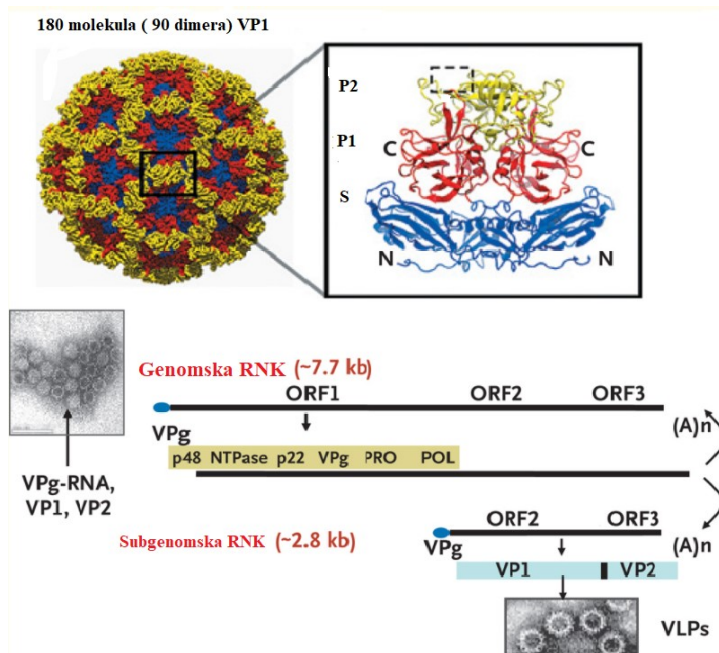 180 molekula ( 90 dimera) VP1
P2
P1
C C
S
N N
Genomska RNK (~7.7 kb)
ORF1 ORF2 ORF3
VPg (A)n
p48 NTPase p22 VPg PRO POL
VPg-RNA,
VP1, VP2
ORF2 ORF3
Subgenomska RNK (~2.8 kb)
VPg (A)n
VP1 VP2
VLPs